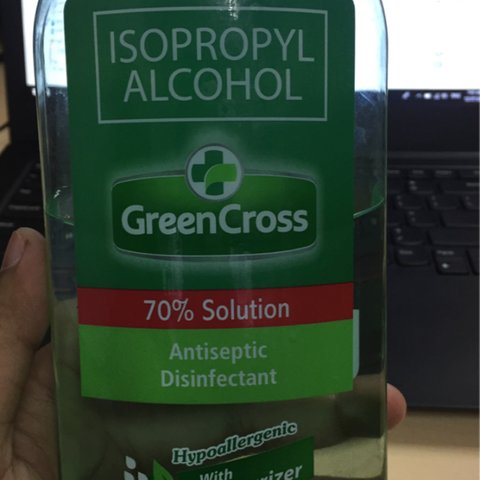 ISOPROPYL
ALCOHOL
GreenCross
70% Solution
Antiseptic
Disinfectant
Hypoallergenic
With